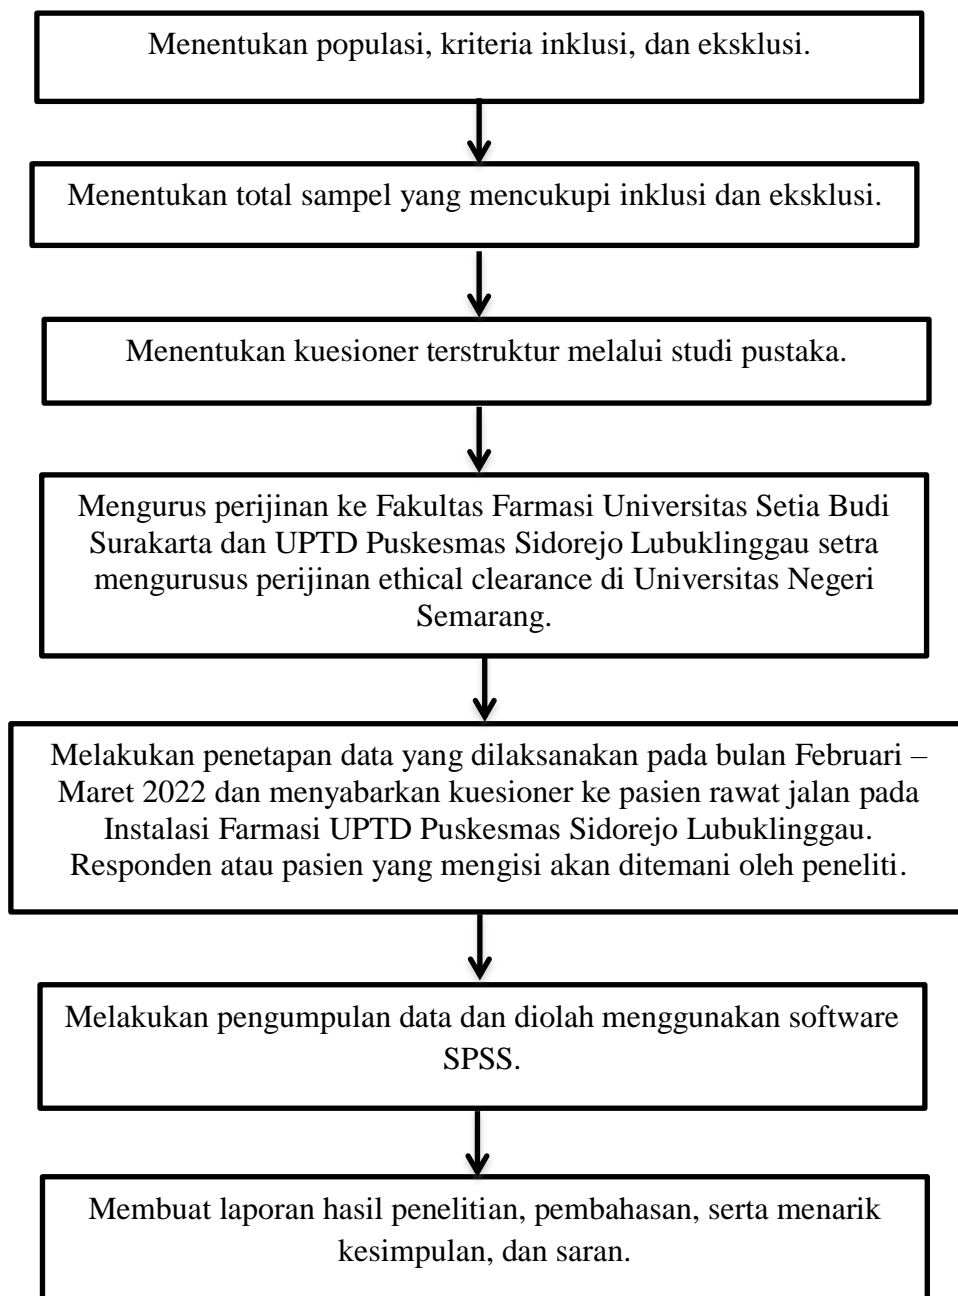 Menentukan populasi, kriteria inklusi, dan eksklusi.
Menentukan total sampel yang mencukupi inklusi dan eksklusi.
Menentukan kuesioner terstruktur melalui studi pustaka.
Mengurus perijinan ke Fakultas Farmasi Universitas Setia Budi
Surakarta dan UPTD Puskesmas Sidorejo Lubuklinggau setra
mengurusus perijinan ethical clearance di Universitas Negeri
Semarang.
Melakukan penetapan data yang dilaksanakan pada bulan Februari –
Maret 2022 dan menyabarkan kuesioner ke pasien rawat jalan pada
Instalasi Farmasi UPTD Puskesmas Sidorejo Lubuklinggau.
Responden atau pasien yang mengisi akan ditemani oleh peneliti.
Melakukan pengumpulan data dan diolah menggunakan software
SPSS.
Membuat laporan hasil penelitian, pembahasan, serta menarik
kesimpulan, dan saran.